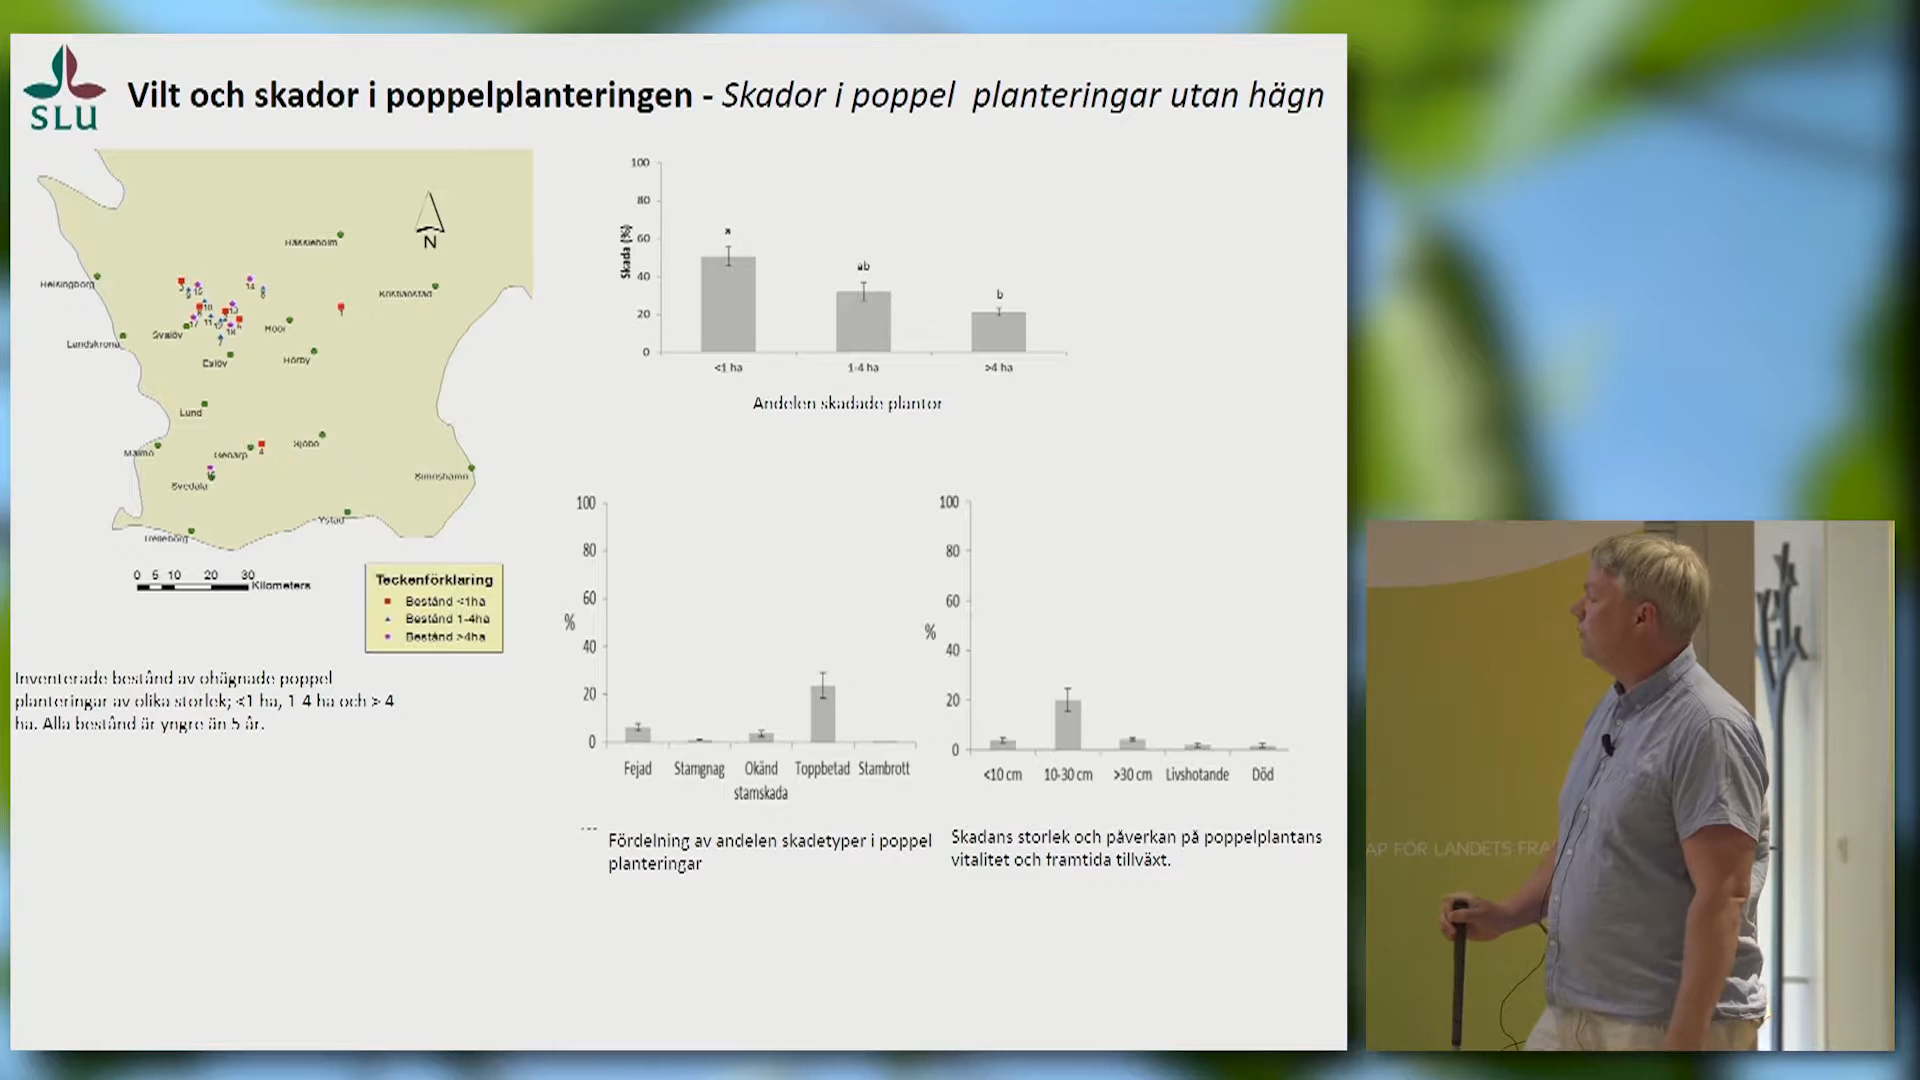 SLU
Vilt och skador i poppelplanteringen - Skador i poppel planteringar utan hägn
Hässleholm
Helsingborg
Kristianstad
Landskrona
Svalöv
Höör
Eslöv
Hörby
Lund
Malmö
Genarp
Sjöbo
Svedala
Simrishamn
Ystad
Trelleborg
N
0 5 10 20 30
Kilometers
Teckenförklaring
Bestånd <1ha
Bestånd 1-4ha
Bestånd >4ha
Inventerade bestånd av ohägnade poppel
planteringar av olika storlek; <1 ha, 1 4 ha och > 4
ha. Alla bestånd är yngre än 5 år.
100
80
60
40
20
0
Skada (%)
a
ab
b
<1 ha
1-4 ha
>4 ha
Andelen skadade plantor
100
80
60
40
20
0
%
Fejad
Stamgnag
Okänd
stamskada
Toppbetad
Stambrott
Fördelning av andelen skadetyper i poppel
planteringar
100
80
60
40
20
0
%
<10 cm
10-30 cm
>30 cm
Livshotande
Död
Skadans storlek och påverkan på poppelplantans
vitalitet och framtida tillväxt.
AP FÖR LANDETS FRA